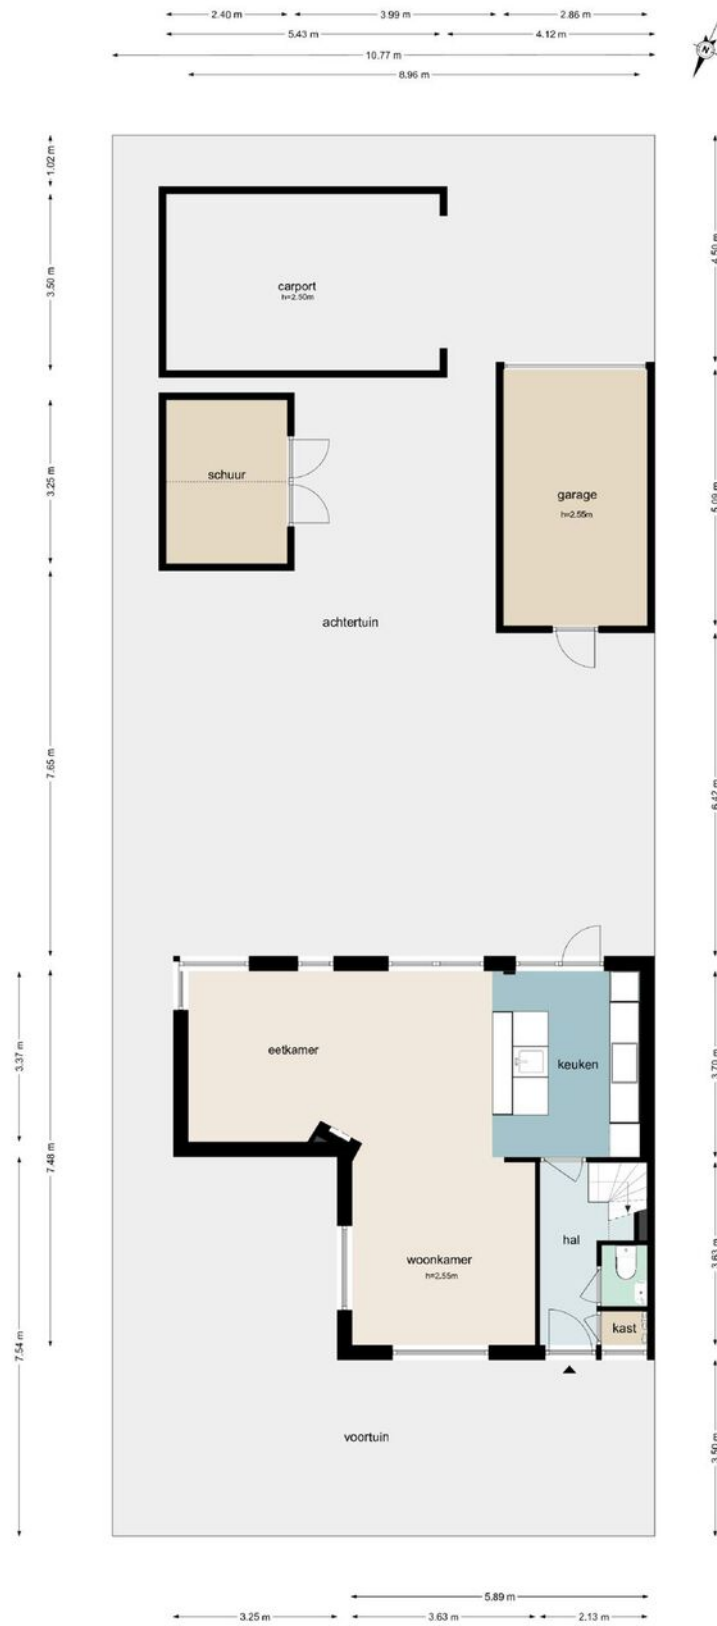 2.40 m
3.99 m
2.86 m
5.43 m
4.12 m
10.77 m
8.96 m
N
1.02 m
3.50 m
4.50 m
carport
h=2.50m
3.25 m
schuur
garage
h=2.55m
5.09 m
achtertuin
7.65 m
6.42 m
eetkamer
keuken
3.37 m
7.48 m
3.70 m
hal
woonkamer
h=2.55m
kast
3.63 m
7.54 m
voortuin
3.50 m
5.89 m
3.25 m
3.63 m
2.13 m